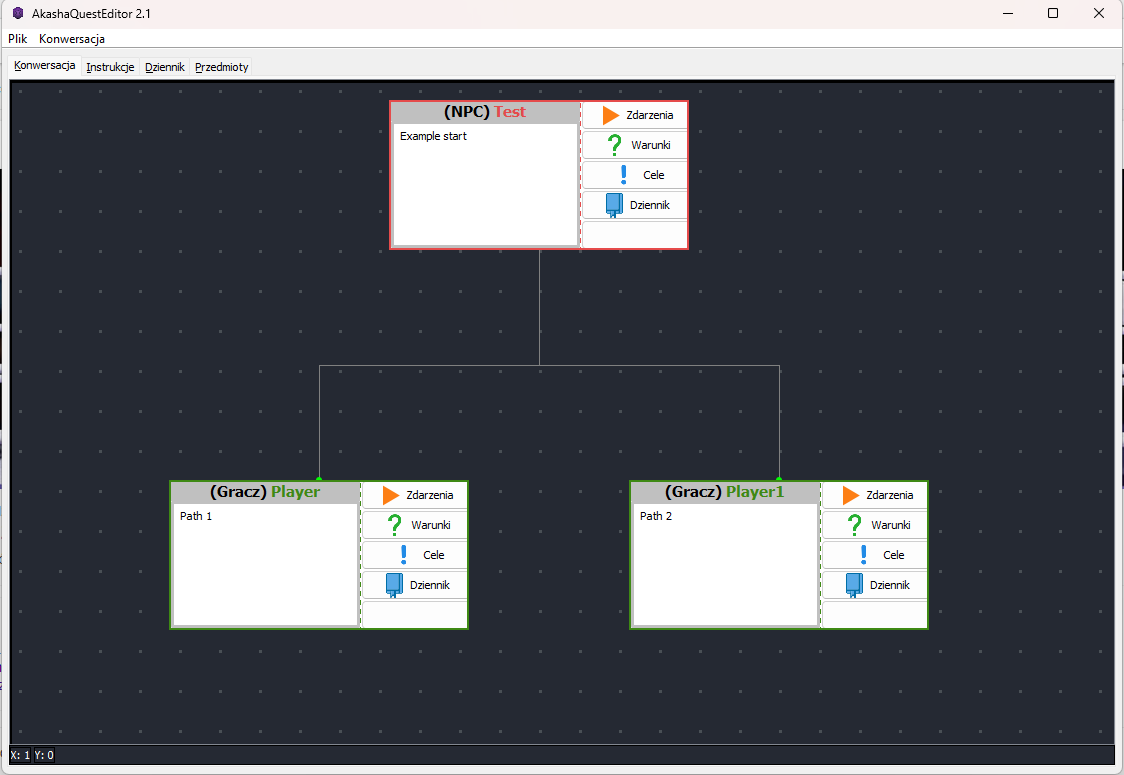 AkashaQuestEditor 2.1
Plik Konwersacja
Konwersacja Instrukcje Dziennik Przedmioty
(NPC) Test
Example start
Zdarzenia
Warunki
Cele
Dziennik
(Gracz) Player
Path 1
Zdarzenia
Warunki
Cele
Dziennik
(Gracz) Player1
Path 2
Zdarzenia
Warunki
Cele
Dziennik
X: 1 Y: 0